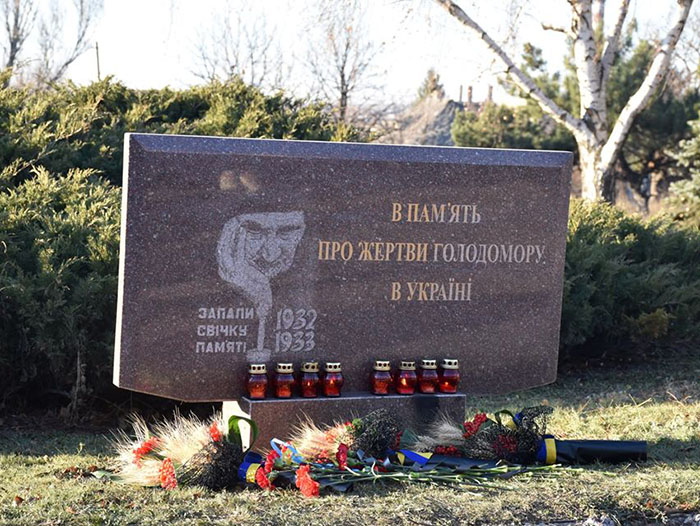 В ПАМ'ЯТЬ
ПРО ЖЕРТВИ ГОЛОДОМОРУ
В УКРАЇНІ
ЗАПАЛИ
СВІЧКУ
ПАМ'ЯТІ
1932
1933